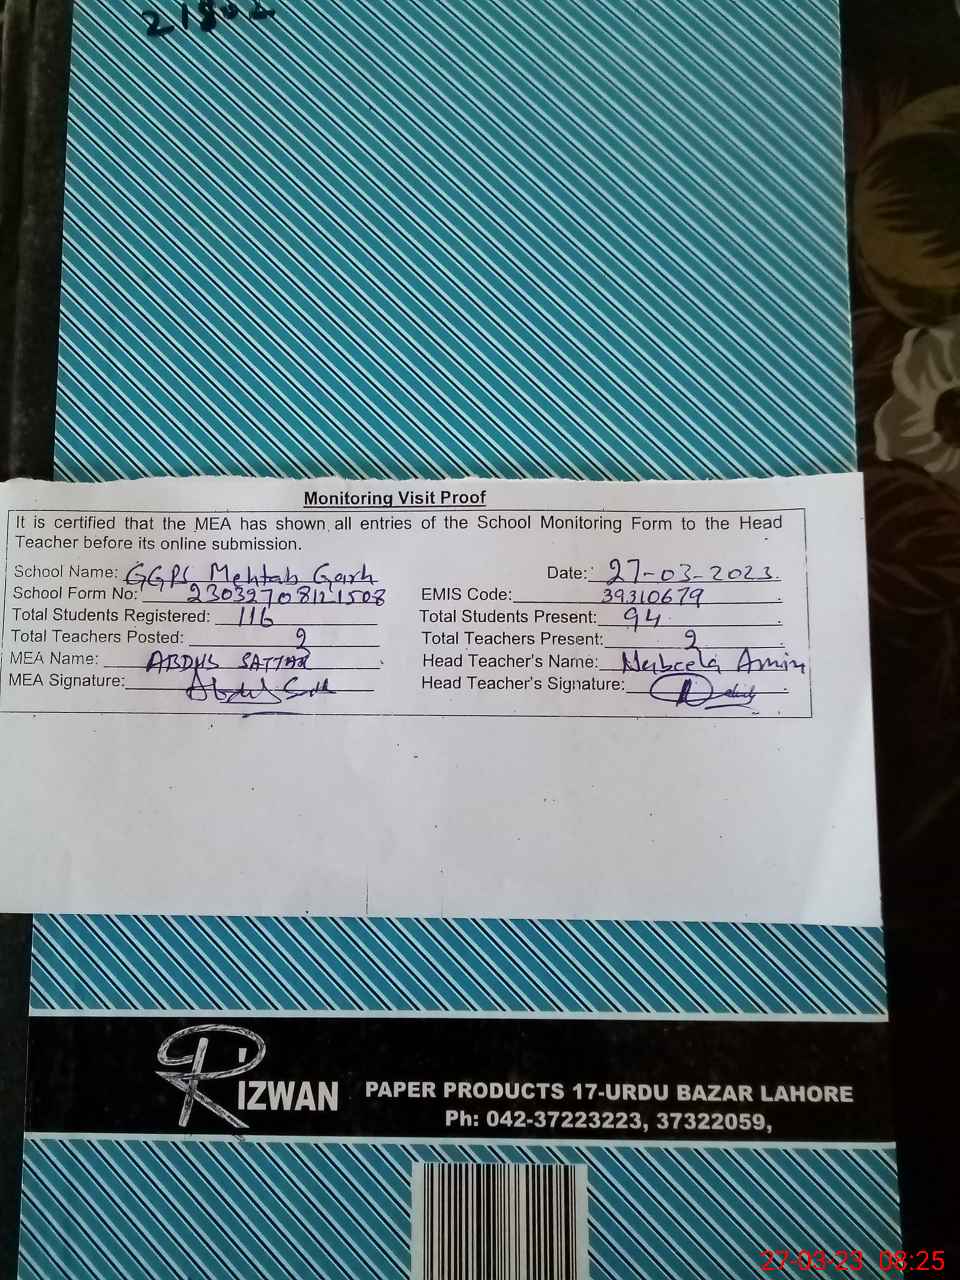 Monitoring Visit Proof
It is certified that the MEA has shown all entries of the School Monitoring Form to the Head
Teacher before its online submission.
School Name: GGPS Mehtab Garh Date: 27-03-2023
School Form No: EMIS Code: 39310679
Total Students Registered: 116 Total Students Present: 94
Total Teachers Posted: 2 Total Teachers Present: 2
MEA Name: ABDUS SATTAR Head Teacher's Name: Amin
MEA Signature: Head Teacher's Signature:
RIZWAN PAPER PRODUCTS 17-URDU BAZAR LAHORE
Ph: 042-37223223, 37322059,
27-03-23 08:25